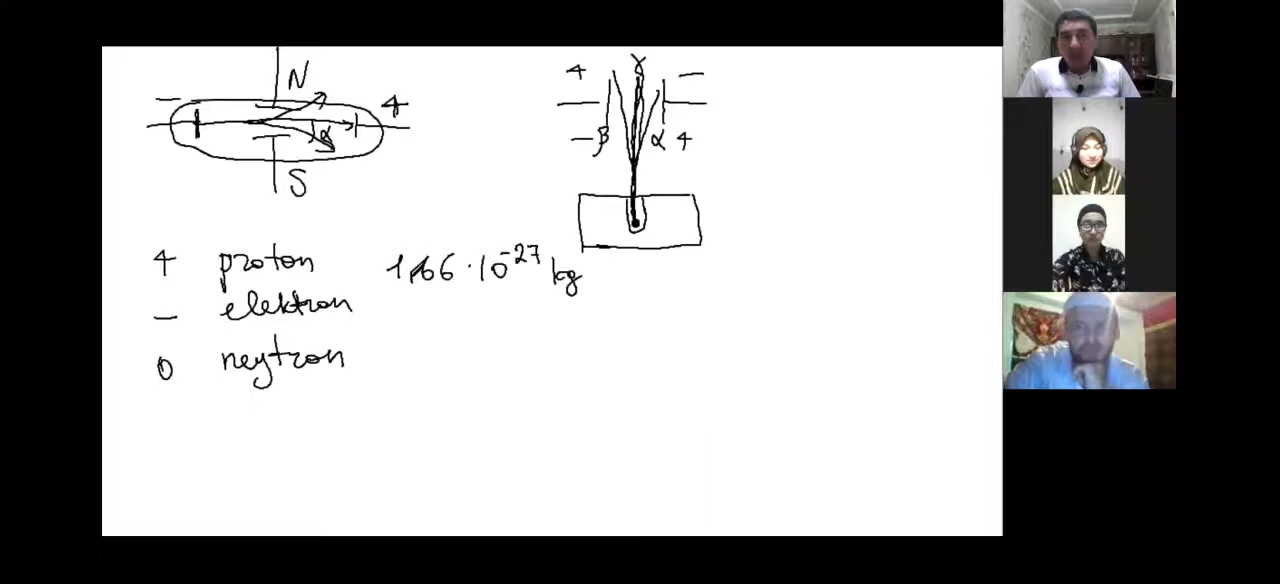 N
− +
α
S
+ γ −
− β α +
+ proton 1,66 · 10⁻²⁷ kg
− elektron
0 neytron